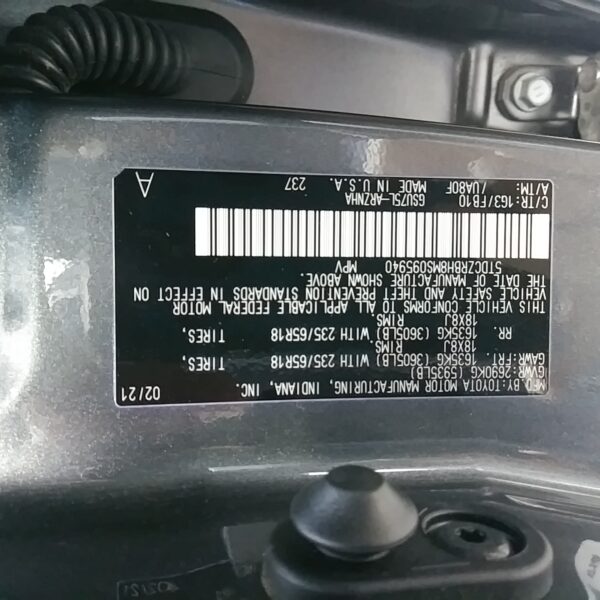 MFD. BY: TOYOTA MOTOR MANUFACTURING, INDIANA, INC. 02/21
GVWR: 2690KG (5935LB)
GAWR: FRT. 1635KG (3605LB) WITH 235/65R18 TIRES,
18X8J RIMS
RR. 1635KG (3605LB) WITH 235/65R18 TIRES,
18X8J RIMS
THIS VEHICLE CONFORMS TO ALL APPLICABLE FEDERAL MOTOR
VEHICLE SAFETY AND THEFT PREVENTION STANDARDS IN EFFECT ON
THE DATE OF MANUFACTURE SHOWN ABOVE.
5TDCZRBH8MS095940 MPV
C/TR: 163/FB10 GSU75L-ARZNHA 237 A
A/TM: /UA80F MADE IN U.S.A.
02/21